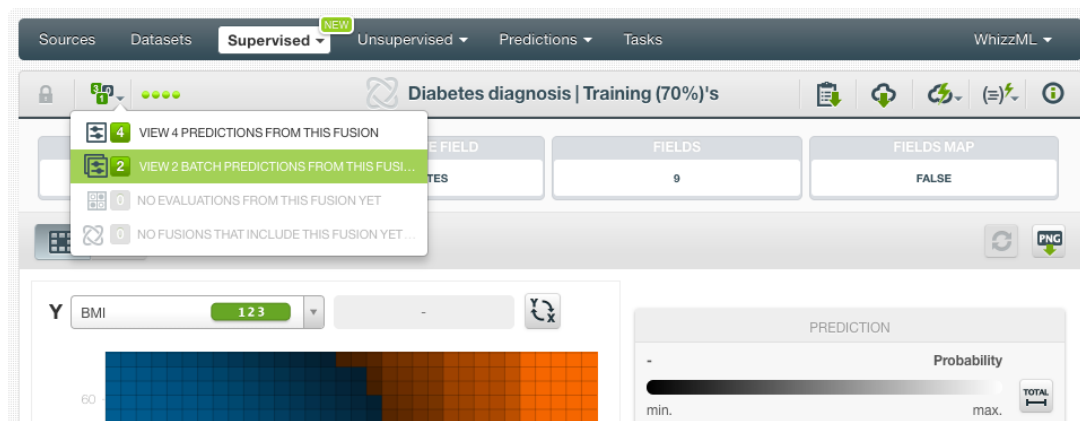 NEW
Sources Datasets Supervised Unsupervised Predictions Tasks WhizzML
Diabetes diagnosis | Training (70%)'s
4 VIEW 4 PREDICTIONS FROM THIS FUSION
2 VIEW 2 BATCH PREDICTIONS FROM THIS FUSI...
0 NO EVALUATIONS FROM THIS FUSION YET
0 NO FUSIONS THAT INCLUDE THIS FUSION YET...
E FIELD FIELDS FIELDS MAP
TES 9 FALSE
PNG
Y BMI 123 - Y X
PREDICTION
- Probability
TOTAL
min. max.
60